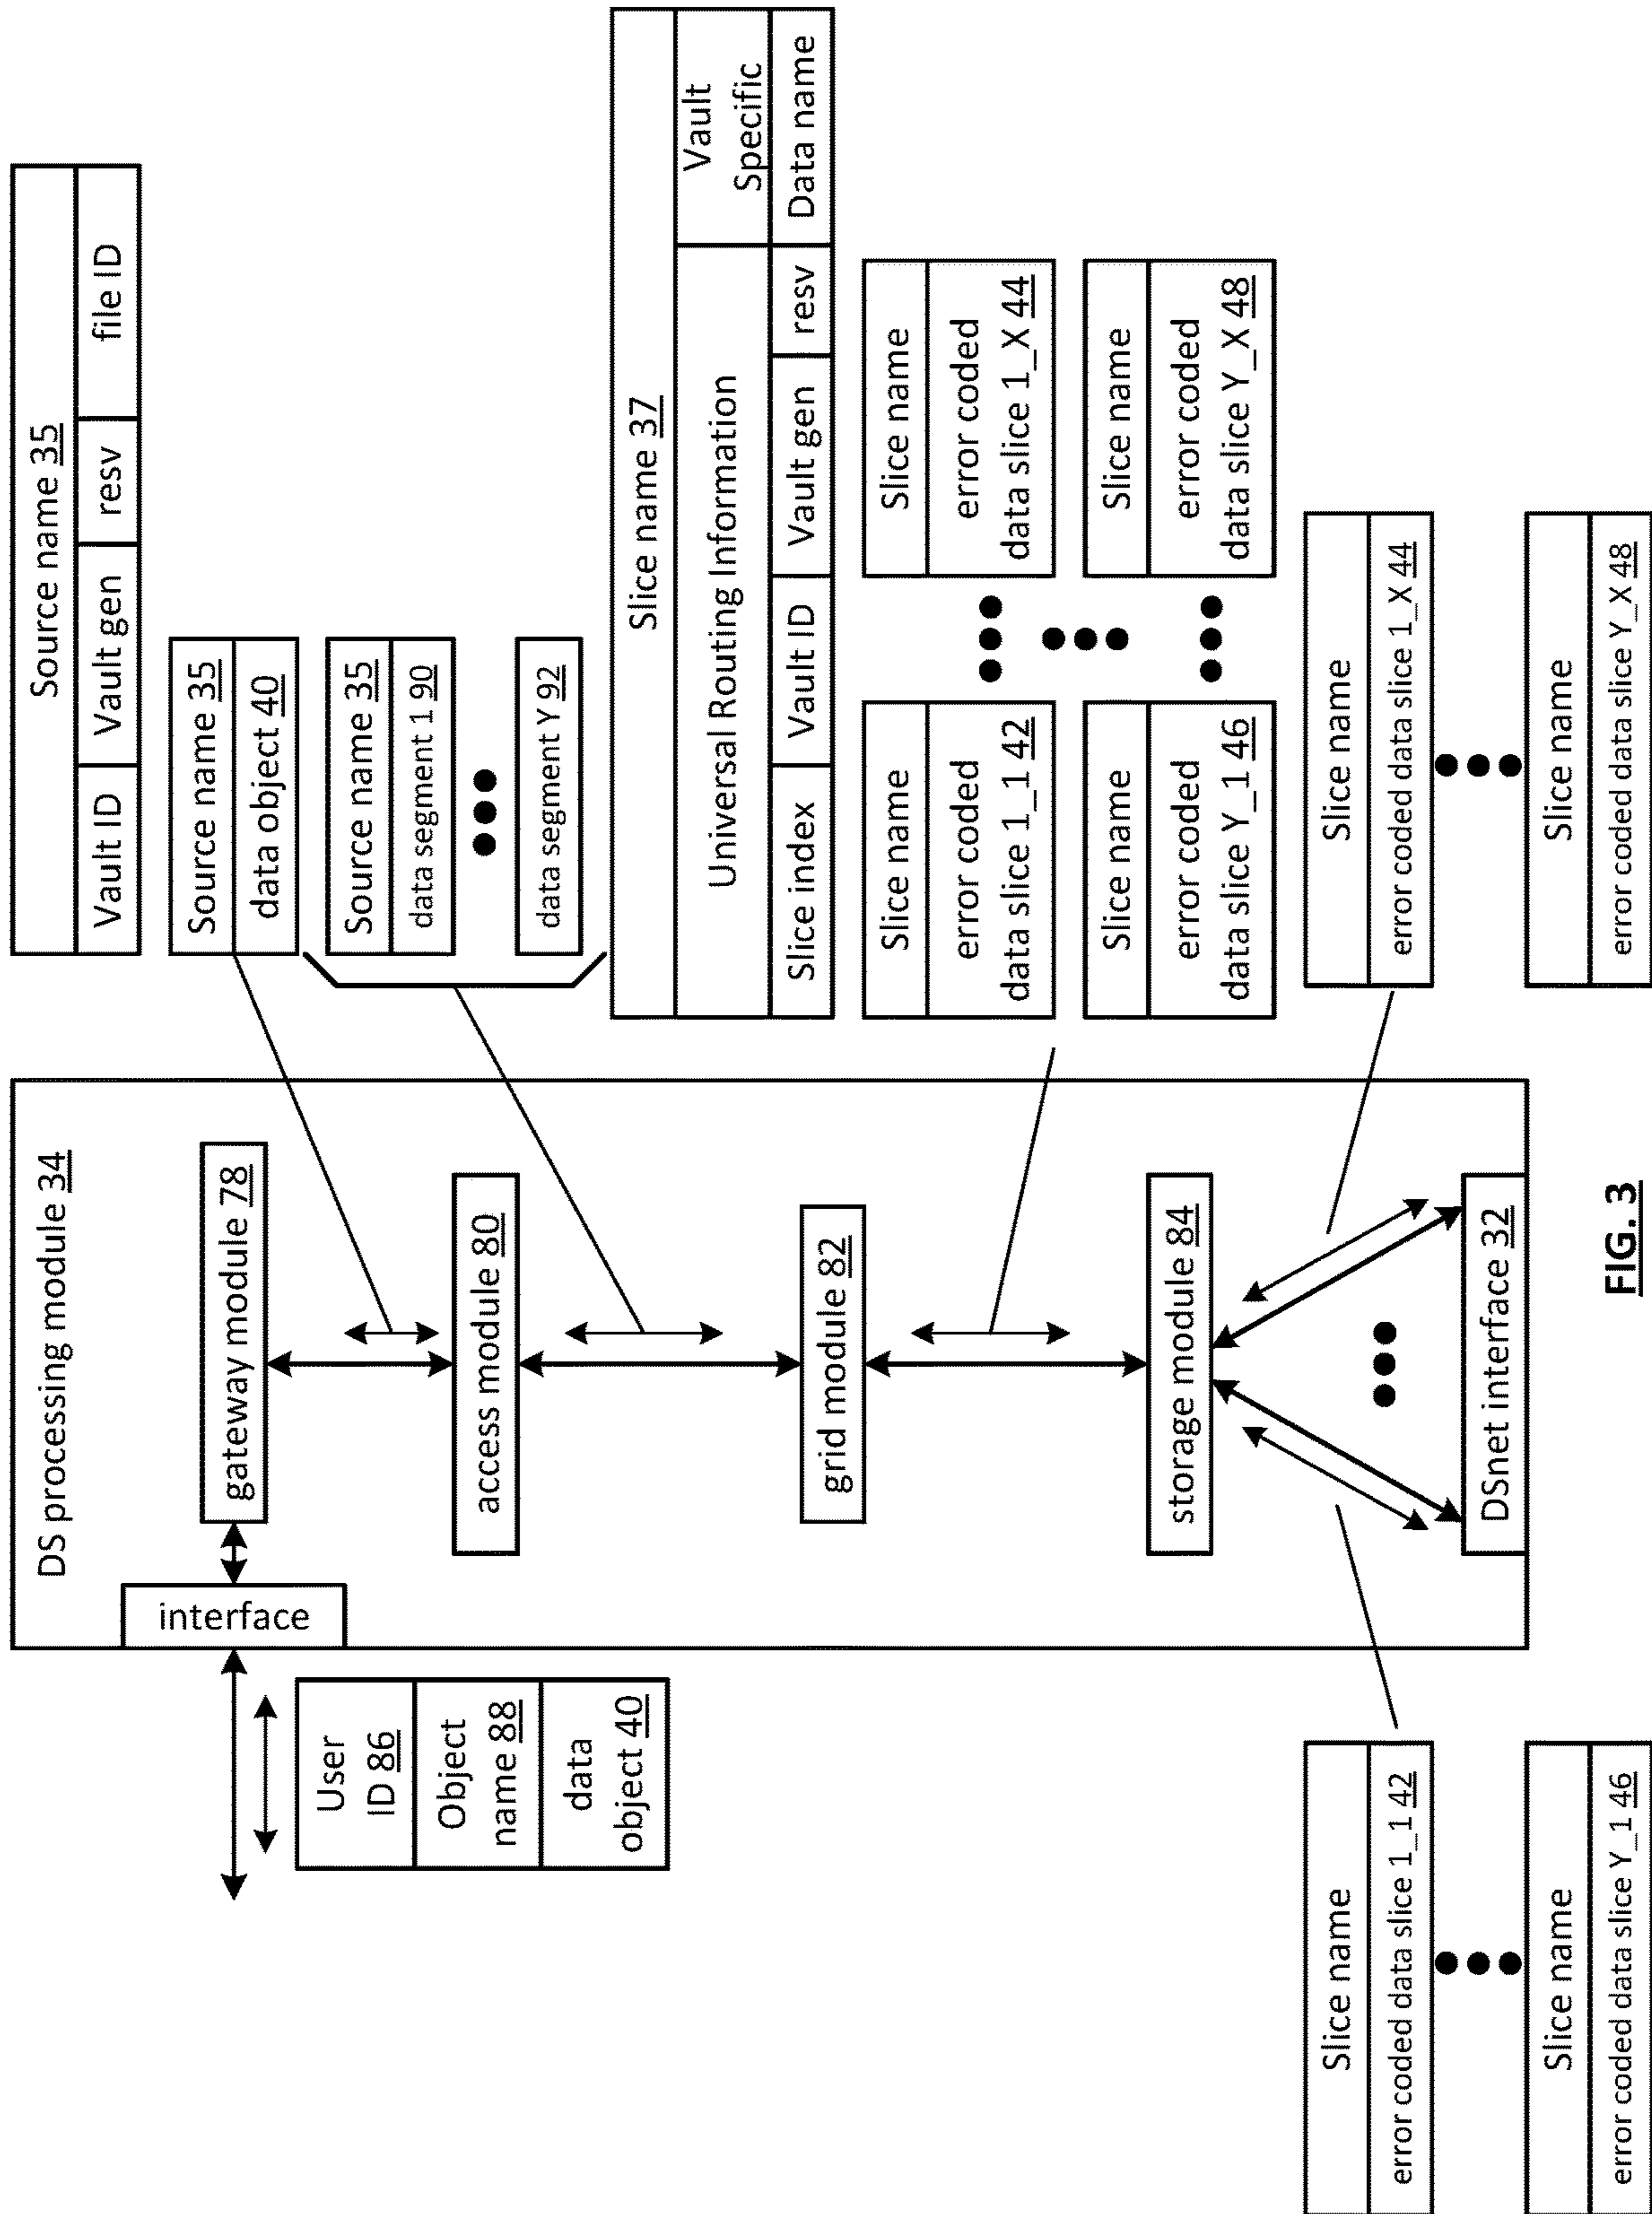 DS processing module 34
interface
gateway module 78
access module 80
grid module 82
storage module 84
DSnet interface 32
User
ID 86
Object
name 88
data
object 40
Source name 35
Vault ID
Vault gen
resv
file ID
Source name 35
data object 40
Source name 35
data segment 1 90
data segment Y 92
Slice name 37
Universal Routing Information
Vault
Specific
Slice index
Vault ID
Vault gen
resv
Data name
Slice name
error coded
data slice 1_1 42
Slice name
error coded
data slice 1_X 44
Slice name
error coded
data slice Y_1 46
Slice name
error coded
data slice Y_X 48
Slice name
error coded data slice 1_1 42
Slice name
error coded data slice Y_1 46
Slice name
error coded data slice 1_X 44
Slice name
error coded data slice Y_X 48
FIG. 3